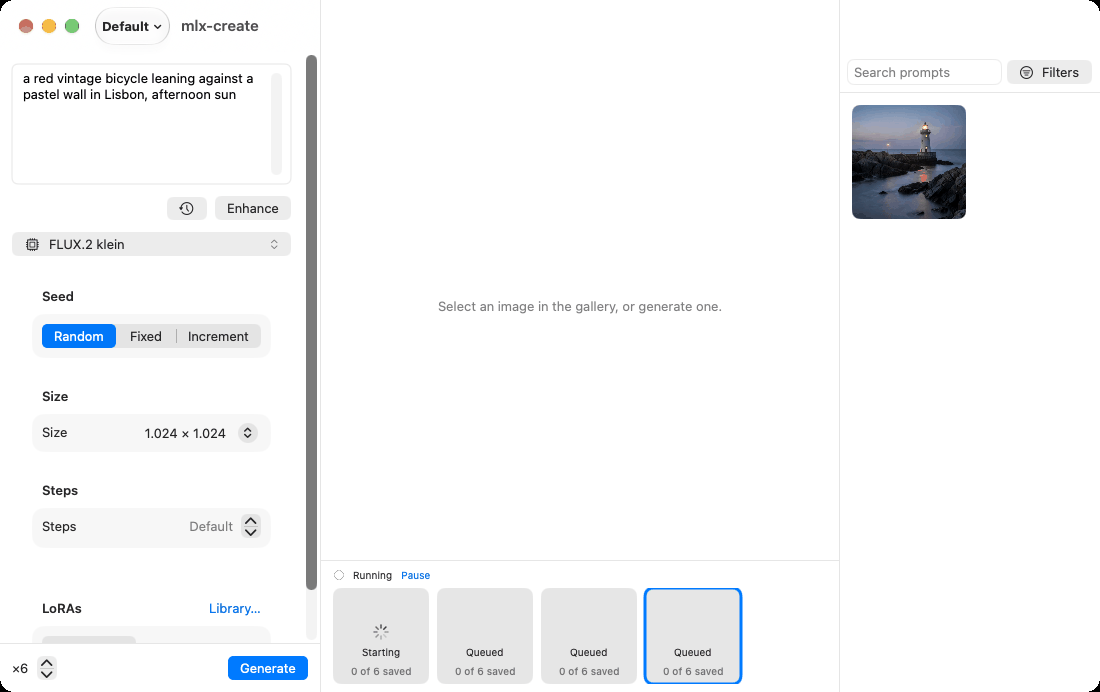 Default
mlx-create
a red vintage bicycle leaning against a
pastel wall in Lisbon, afternoon sun
Enhance
FLUX.2 klein
Seed
Random
Fixed
Increment
Size
Size
1.024 × 1.024
Steps
Steps
Default
LoRAs
Library...
×6
Generate
Select an image in the gallery, or generate one.
Running
Pause
Starting
0 of 6 saved
Queued
0 of 6 saved
Queued
0 of 6 saved
Queued
0 of 6 saved
Search prompts
Filters